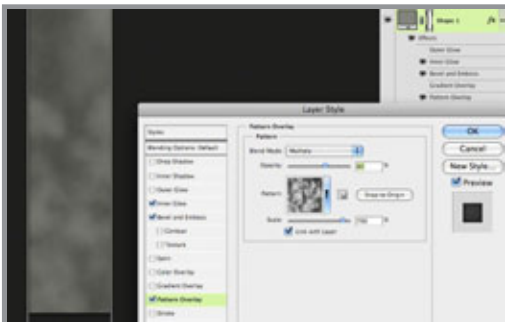 Shape 1 fx
Effects
Outer Glow
Inner Glow
Bevel and Emboss
Gradient Overlay
Pattern Overlay
Layer Style
Styles
Blending Options: Default
Drop Shadow
Inner Shadow
Outer Glow
Inner Glow
Bevel and Emboss
Contour
Texture
Satin
Color Overlay
Gradient Overlay
Pattern Overlay
Stroke
Pattern Overlay
Pattern
Blend Mode: Multiply
Opacity: %
Pattern: Snap to Origin
Scale: %
Link with Layer
OK
Cancel
New Style...
Preview